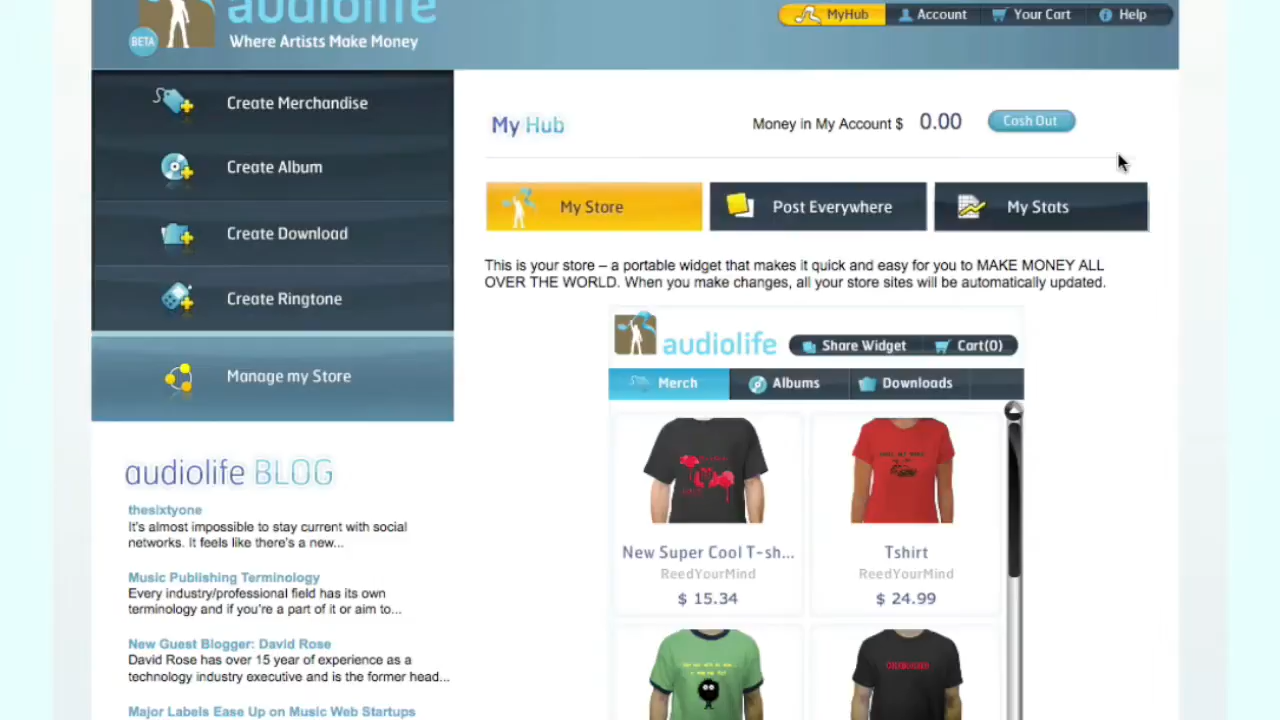 audiolife
BETA
Where Artists Make Money
MyHub
Account
Your Cart
Help
Create Merchandise
Create Album
Create Download
Create Ringtone
Manage my Store
My Hub
Money in My Account $ 0.00
Cash Out
My Store
Post Everywhere
My Stats
This is your store – a portable widget that makes it quick and easy for you to MAKE MONEY ALL
OVER THE WORLD. When you make changes, all your store sites will be automatically updated.
audiolife
Share Widget
Cart(0)
Merch
Albums
Downloads
New Super Cool T-sh...
ReedYourMind
$ 15.34
Tshirt
ReedYourMind
$ 24.99
audiolife BLOG
thesixtyone
It's almost impossible to stay current with social
networks. It feels like there's a new...
Music Publishing Terminology
Every industry/professional field has its own
terminology and if you're a part of it or aim to...
New Guest Blogger: David Rose
David Rose has over 15 year of experience as a
technology industry executive and is the former head...
Major Labels Ease Up on Music Web Startups